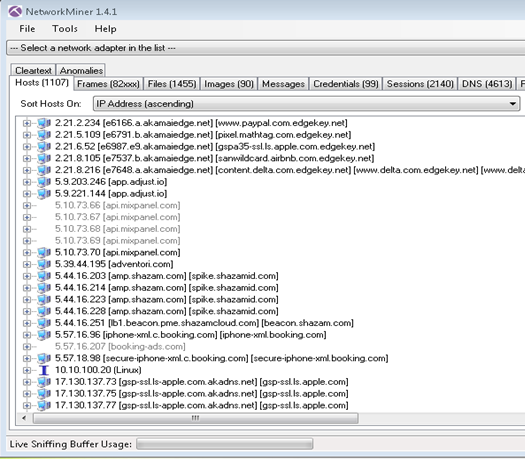 NetworkMiner 1.4.1
File Tools Help
--- Select a network adapter in the list ---
Cleartext Anomalies
Hosts (1107) Frames (82xxx) Files (1455) Images (90) Messages Credentials (99) Sessions (2140) DNS (4613)
Sort Hosts On: IP Address (ascending)
2.21.2.234 [e6166.a.akamaiedge.net] [www.paypal.com.edgekey.net]
2.21.5.109 [e6791.b.akamaiedge.net] [pixel.mathtag.com.edgekey.net]
2.21.6.52 [e6987.e9.akamaiedge.net] [gspa35-ssl.ls.apple.com.edgekey.net]
2.21.8.105 [e7537.b.akamaiedge.net] [sanwildcard.airbnb.com.edgekey.net]
2.21.8.216 [e7648.a.akamaiedge.net] [content.delta.com.edgekey.net] [www.delta.com.edgekey.net] [www.delt
5.9.203.246 [app.adjust.io]
5.9.221.144 [app.adjust.io]
5.10.73.66 [api.mixpanel.com]
5.10.73.67 [api.mixpanel.com]
5.10.73.68 [api.mixpanel.com]
5.10.73.69 [api.mixpanel.com]
5.10.73.70 [api.mixpanel.com]
5.39.44.195 [adventori.com]
5.44.16.203 [amp.shazam.com] [spike.shazamid.com]
5.44.16.214 [amp.shazam.com] [spike.shazamid.com]
5.44.16.223 [amp.shazam.com] [spike.shazamid.com]
5.44.16.228 [amp.shazam.com] [spike.shazamid.com]
5.44.16.251 [lb1.beacon.pme.shazamcloud.com] [beacon.shazam.com]
5.57.16.96 [iphone-xml.c.booking.com] [iphone-xml.booking.com]
5.57.16.207 [booking-ads.com]
5.57.18.98 [secure-iphone-xml.c.booking.com] [secure-iphone-xml.booking.com]
10.10.100.20 (Linux)
17.130.137.73 [gsp-ssl.ls-apple.com.akadns.net] [gsp-ssl.ls.apple.com]
17.130.137.75 [gsp-ssl.ls-apple.com.akadns.net] [gsp-ssl.ls.apple.com]
17.130.137.77 [gsp-ssl.ls-apple.com.akadns.net] [gsp-ssl.ls.apple.com]
Live Sniffing Buffer Usage: